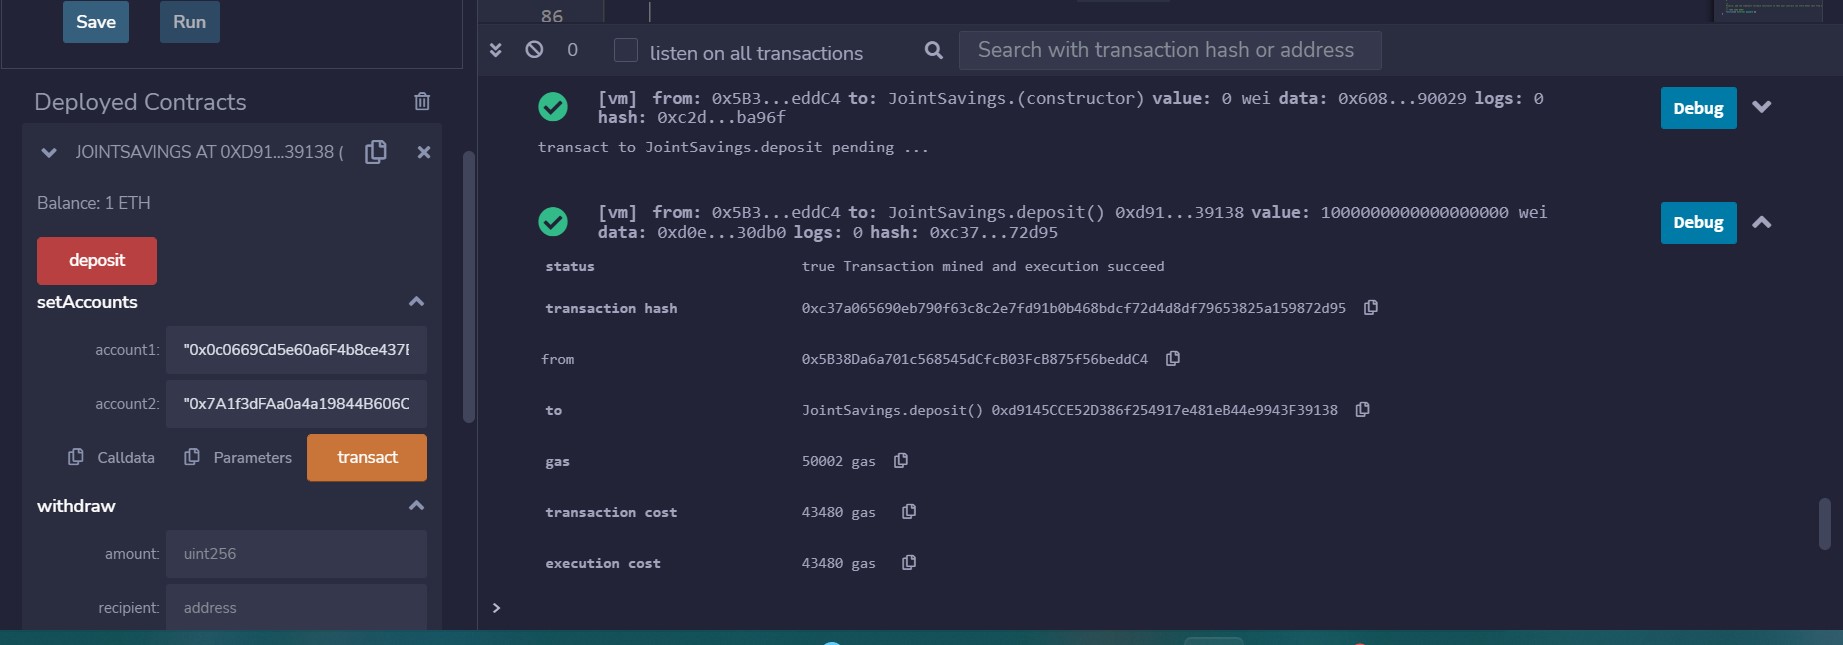 Save
Run
Deployed Contracts
JOINTSAVINGS AT 0XD91...39138 (
Balance: 1 ETH
deposit
setAccounts
account1: "0x0c0669Cd5e60a6F4b8ce437E
account2: "0x7A1f3dFAa0a4a19844B606C
Calldata Parameters transact
withdraw
amount: uint256
recipient: address
86
0 listen on all transactions Search with transaction hash or address
[vm] from: 0x5B3...eddC4 to: JointSavings.(constructor) value: 0 wei data: 0x608...90029 logs: 0
hash: 0xc2d...ba96f
Debug
transact to JointSavings.deposit pending ...
[vm] from: 0x5B3...eddC4 to: JointSavings.deposit() 0xd91...39138 value: 1000000000000000000 wei
data: 0xd0e...30db0 logs: 0 hash: 0xc37...72d95
Debug
status true Transaction mined and execution succeed
transaction hash 0xc37a065690eb790f63c8c2e7fd91b0b468bdcf72d4d8df79653825a159872d95
from 0x5B38Da6a701c568545dCfcB03FcB875f56beddC4
to JointSavings.deposit() 0xd9145CCE52D386f254917e481eB44e9943F39138
gas 50002 gas
transaction cost 43480 gas
execution cost 43480 gas
>